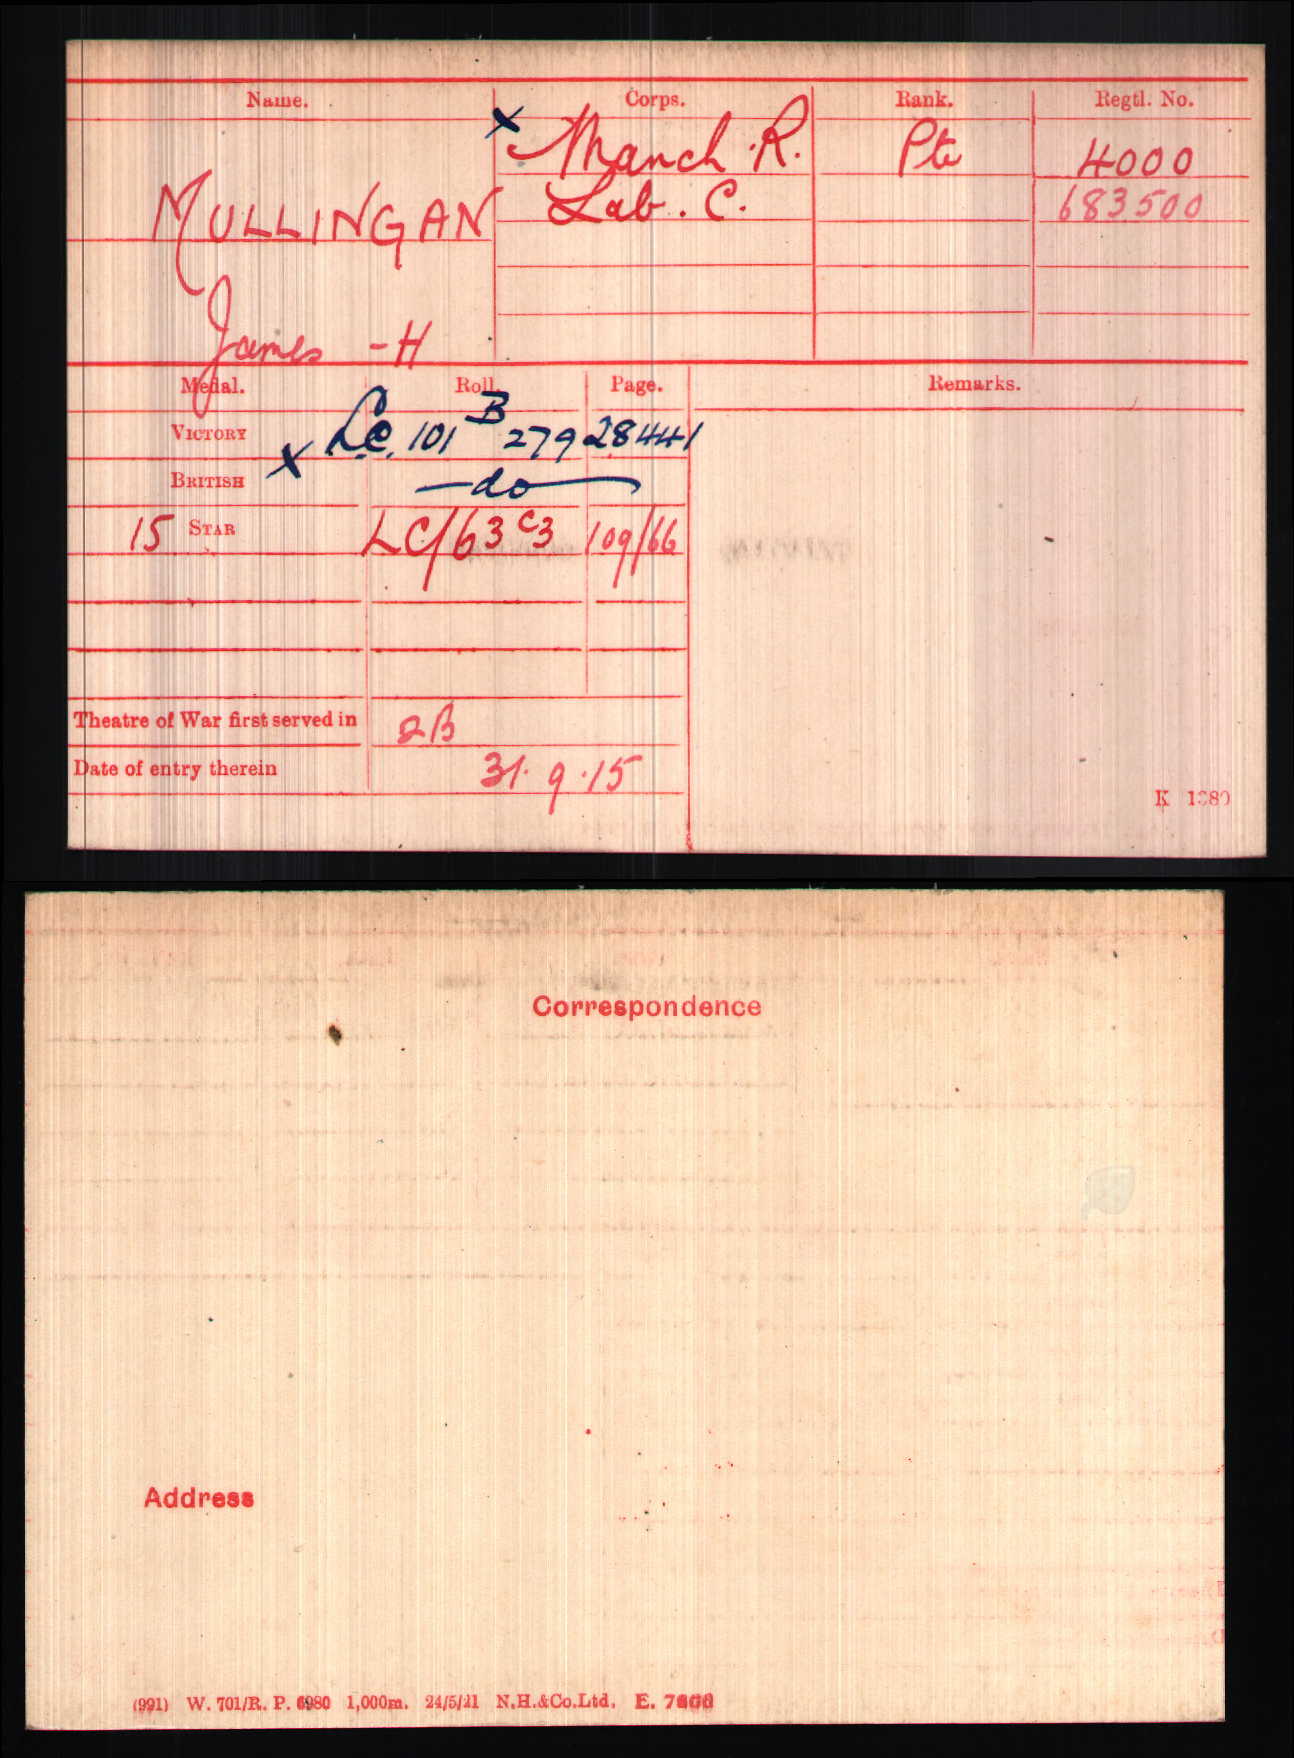 Name. Corps. Rank. Regtl. No.
x Manch. R. Pte 4000
MULLINGAN Lab. C. 683500
James - H
Medal. Roll. Page. Remarks.
VICTORY x LC. 101 B 279 28441
BRITISH — do —
15 STAR LC/63 C3 109/66
Theatre of War first served in 2B
Date of entry therein 31. 9. 15
K 1380
Correspondence
Address
(991) W. 701/R. P. 6980 1,000m. 24/5/21 N.H.&Co.Ltd. E.